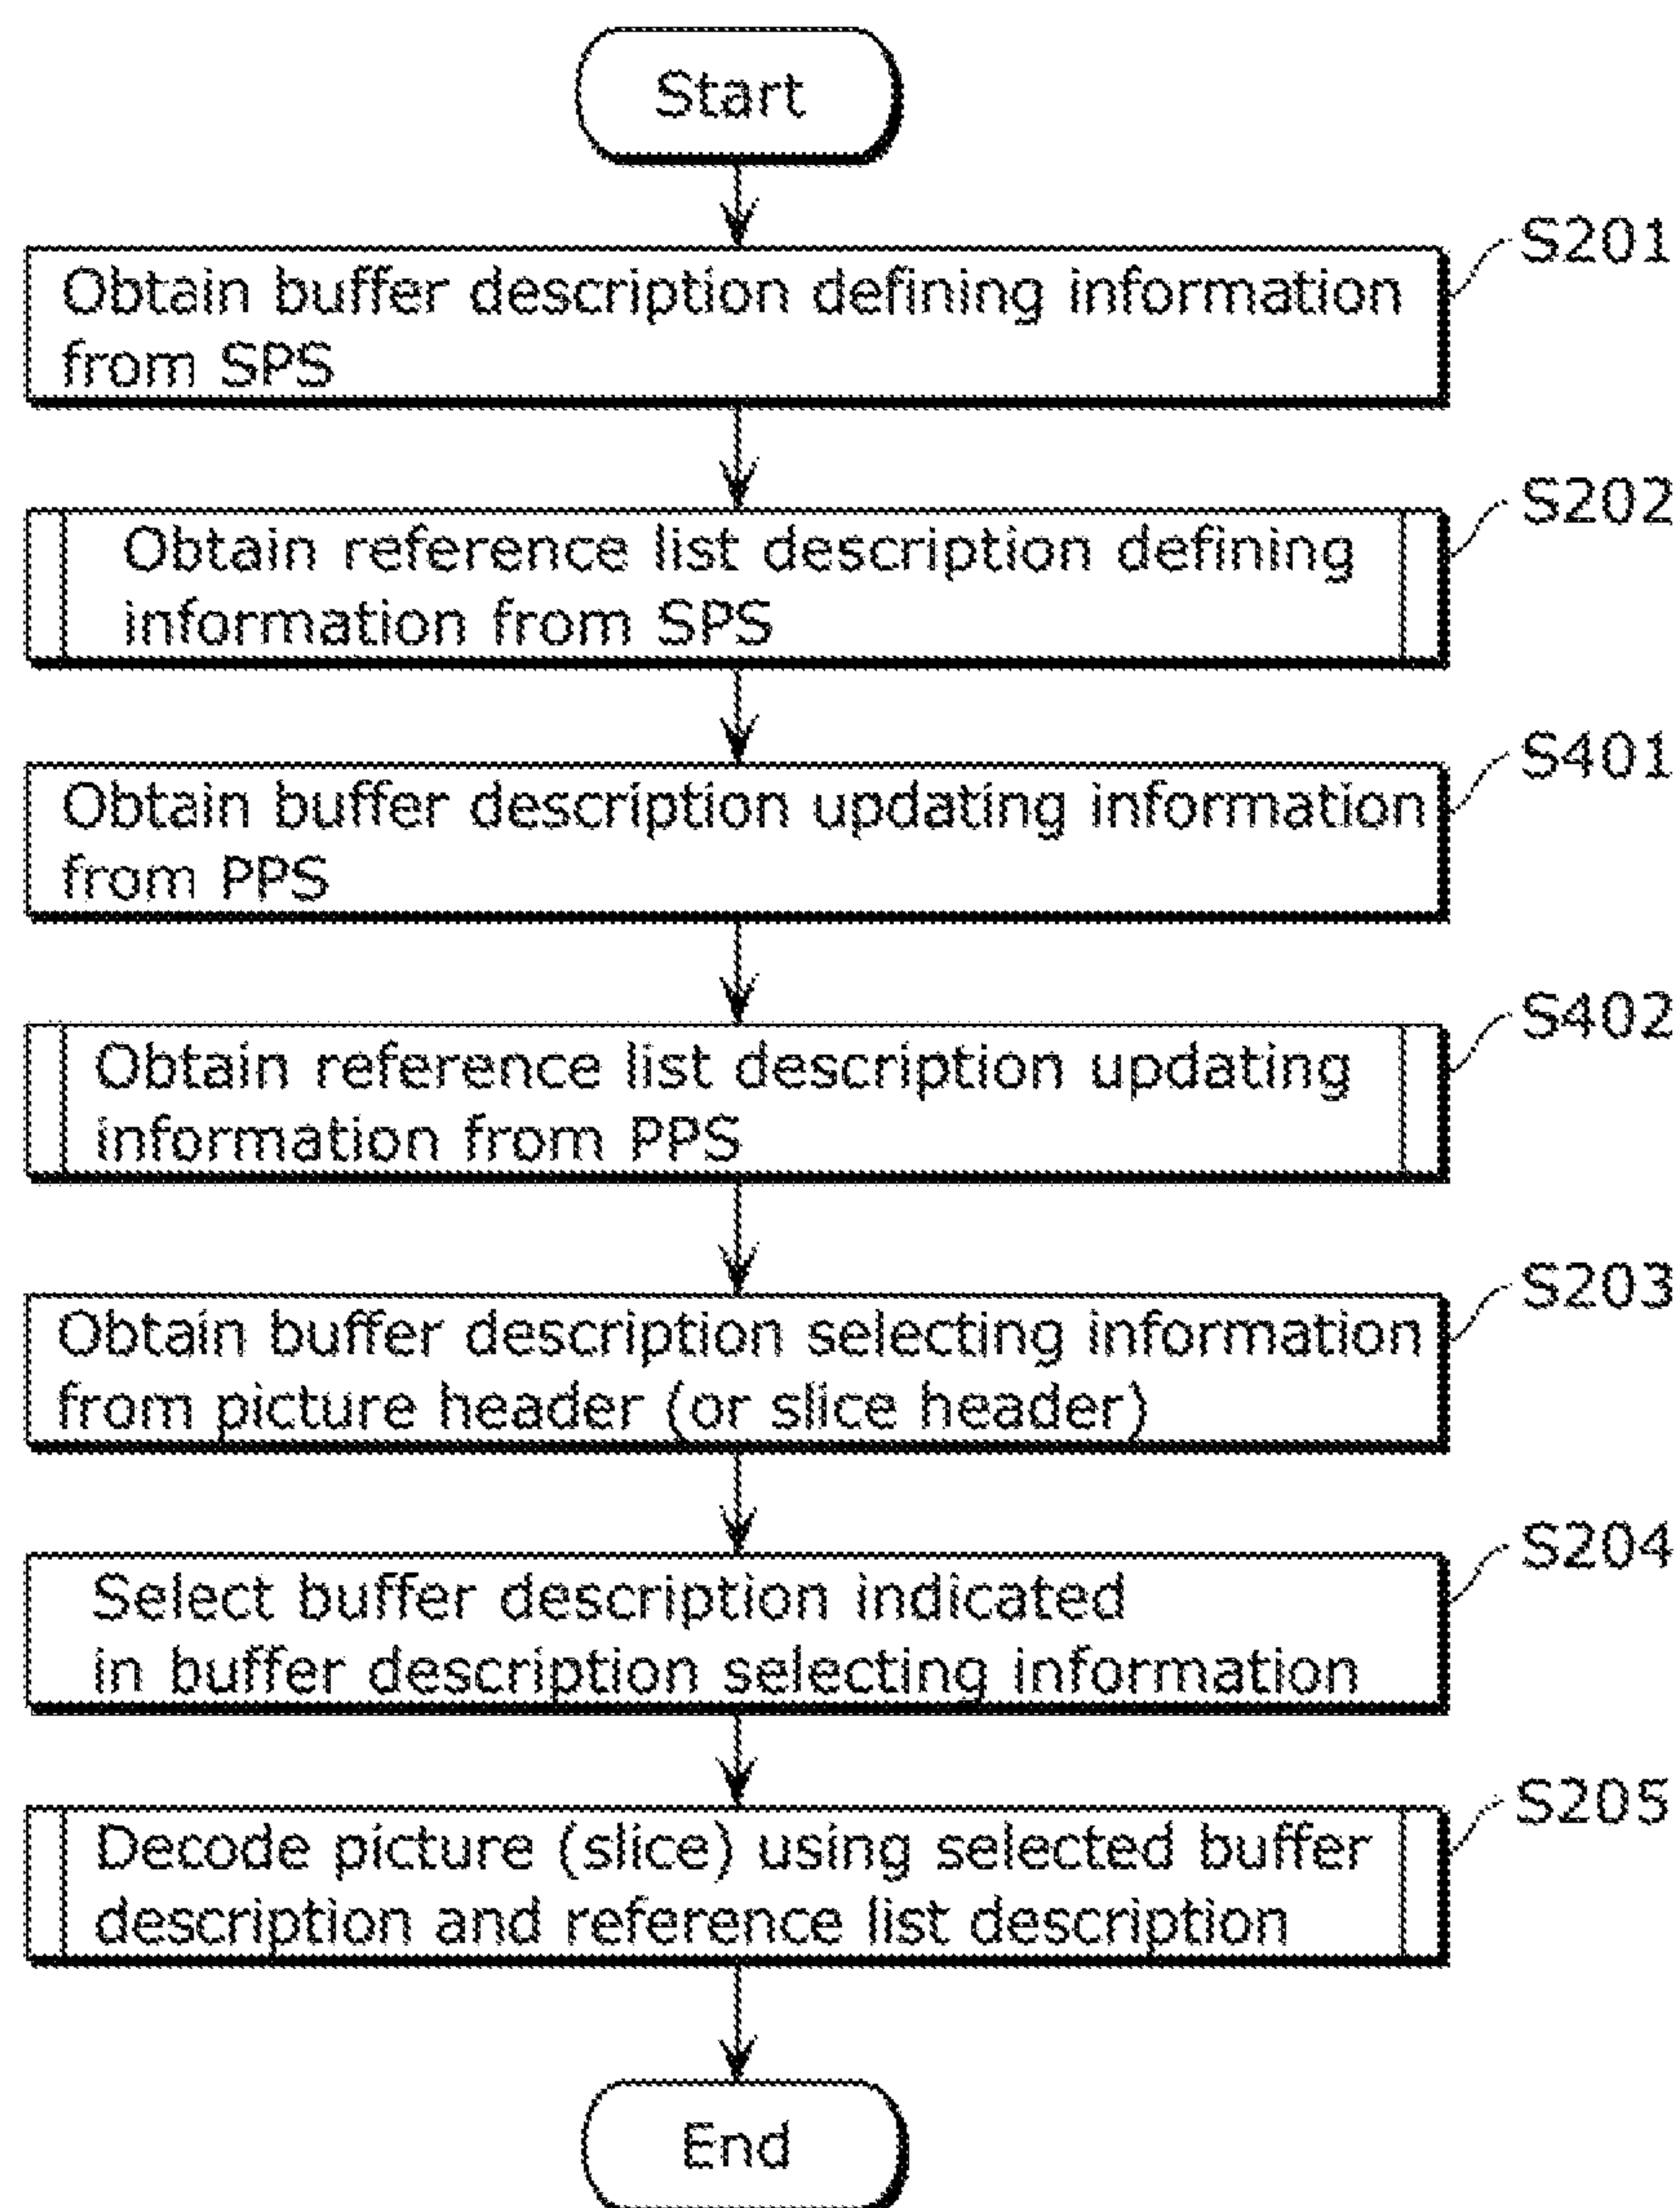 Start
S201
Obtain buffer description defining information
from SPS
S202
Obtain reference list description defining
information from SPS
S401
Obtain buffer description updating information
from PPS
S402
Obtain reference list description updating
information from PPS
S203
Obtain buffer description selecting information
from picture header (or slice header)
S204
Select buffer description indicated
in buffer description selecting information
S205
Decode picture (slice) using selected buffer
description and reference list description
End